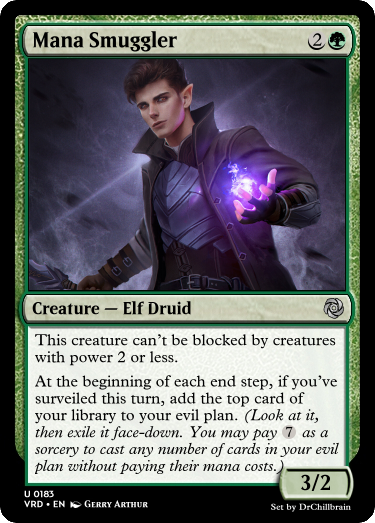 Mana Smuggler 2
Creature — Elf Druid
This creature can't be blocked by creatures
with power 2 or less.
At the beginning of each end step, if you've
surveiled this turn, add the top card of
your library to your evil plan. (Look at it,
then exile it face-down. You may pay 7 as a
sorcery to cast any number of cards in your evil
plan without paying their mana costs.)
3/2
U 0183
VRD • EN Gerry Arthur
Set by DrChillbrain